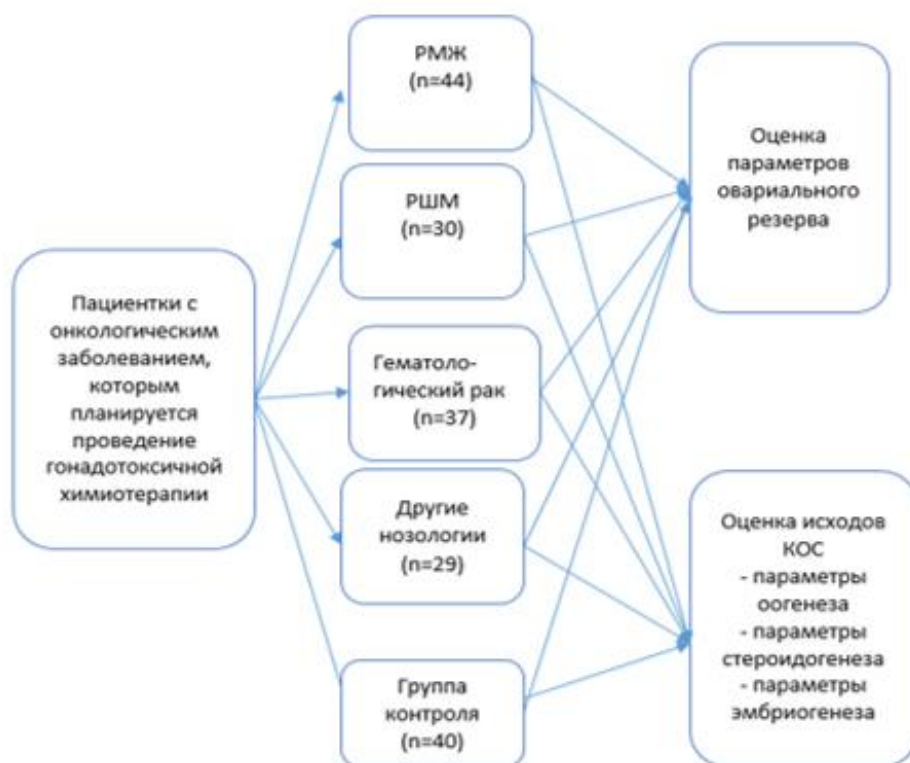 Пациентки с
онкологическим
заболеванием,
которым
планируется
проведение
гонадотоксичной
химиотерапии
РМЖ
(n=44)
РШМ
(n=30)
Гематоло-
гический рак
(n=37)
Другие
нозологии
(n=29)
Группа
контроля
(n=40)
Оценка
параметров
овариального
резерва
Оценка исходов
КОС
- параметры
оогенеза
- параметры
стероидогенеза
- параметры
эмбриогенеза